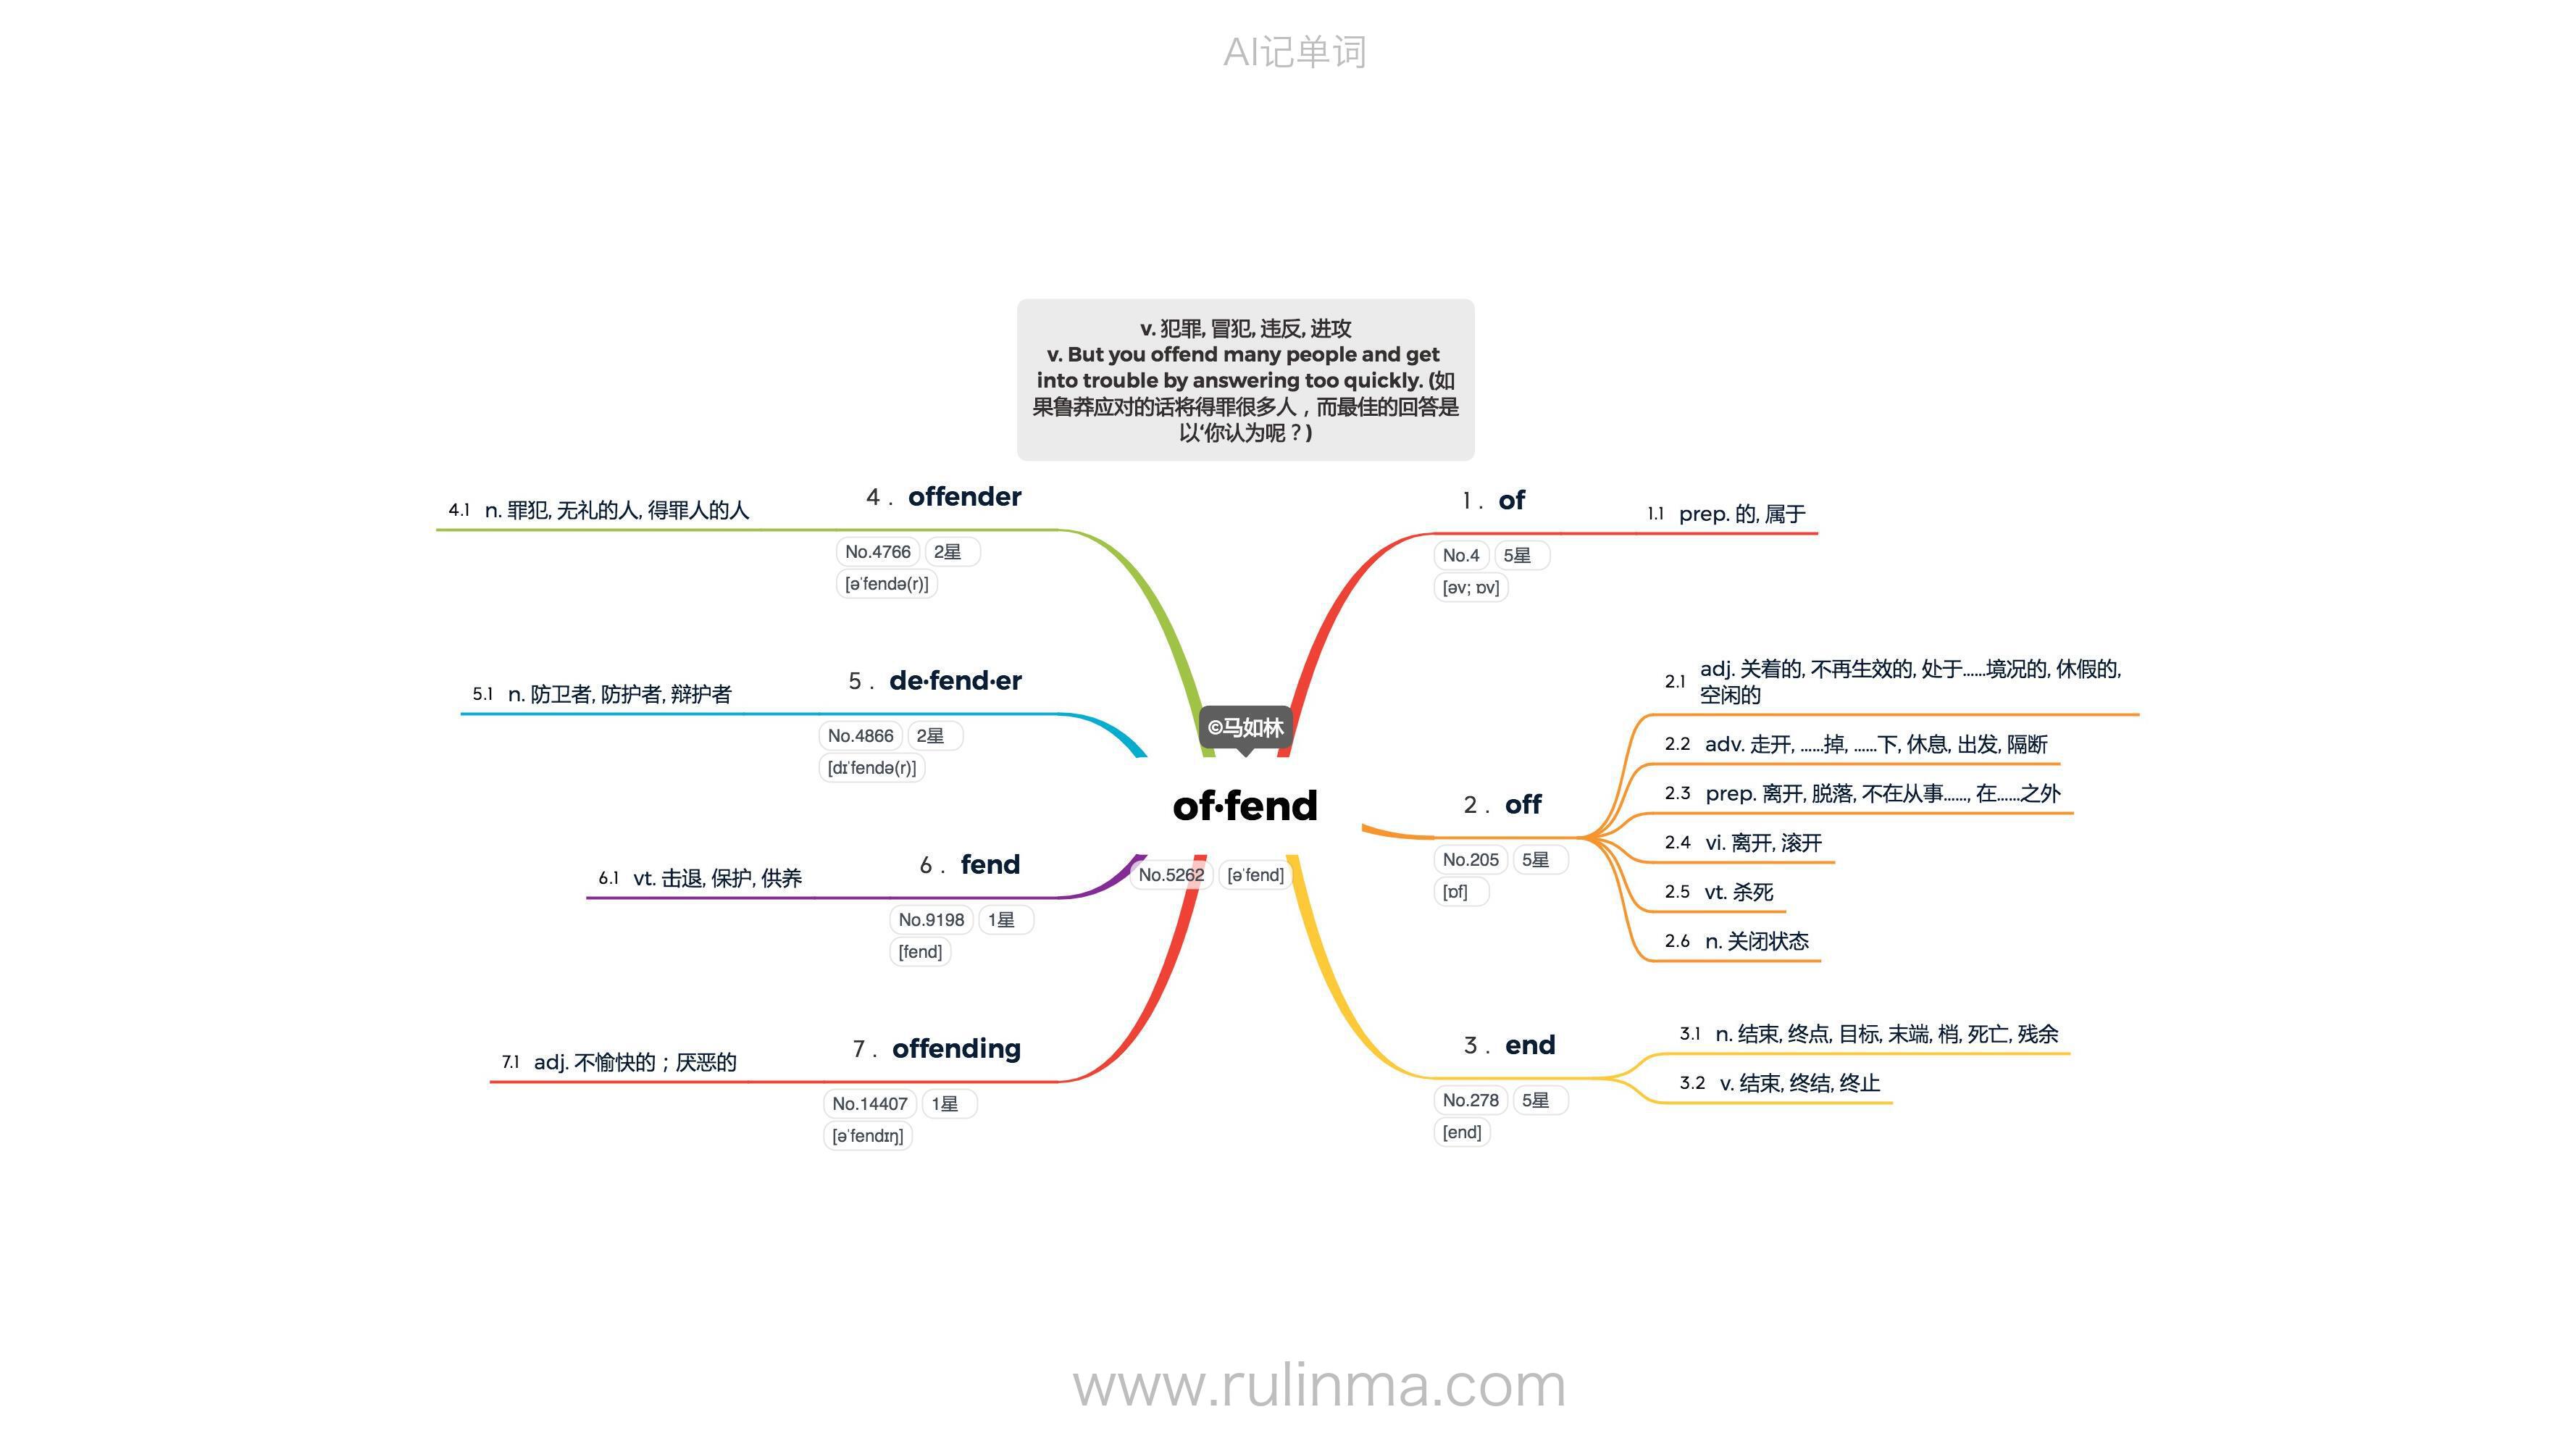 AI记单词
v. 犯罪, 冒犯, 违反, 进攻
v. But you offend many people and get
into trouble by answering too quickly. (如
果鲁莽应对的话将得罪很多人，而最佳的回答是
以‘你认为呢？)
©马如林
of·fend
No.5262 [əˈfend]
1 . of
No.4 5星
[əv; ɒv]
1.1 prep. 的, 属于
2 . off
No.205 5星
[ɒf]
2.1 adj. 关着的, 不再生效的, 处于……境况的, 休假的,
空闲的
2.2 adv. 走开, ……掉, ……下, 休息, 出发, 隔断
2.3 prep. 离开, 脱落, 不在从事……, 在……之外
2.4 vi. 离开, 滚开
2.5 vt. 杀死
2.6 n. 关闭状态
3 . end
No.278 5星
[end]
3.1 n. 结束, 终点, 目标, 末端, 梢, 死亡, 残余
3.2 v. 结束, 终结, 终止
4 . offender
No.4766 2星
[əˈfendə(r)]
4.1 n. 罪犯, 无礼的人, 得罪人的人
5 . de·fend·er
No.4866 2星
[dɪˈfendə(r)]
5.1 n. 防卫者, 防护者, 辩护者
6 . fend
No.9198 1星
[fend]
6.1 vt. 击退, 保护, 供养
7 . offending
No.14407 1星
[əˈfendɪŋ]
7.1 adj. 不愉快的；厌恶的
www.rulinma.com